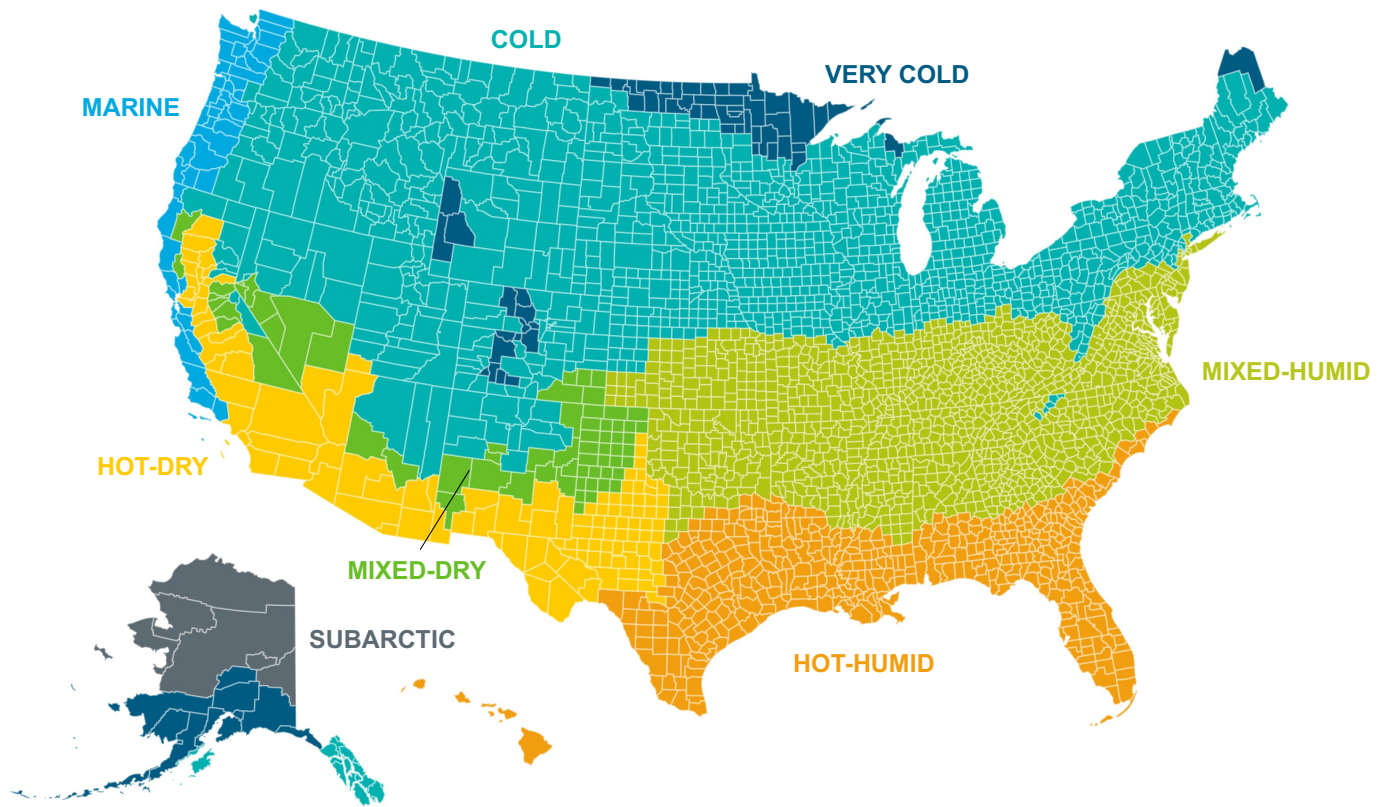 COLD
VERY COLD
MARINE
MIXED-HUMID
HOT-DRY
MIXED-DRY
SUBARCTIC
HOT-HUMID